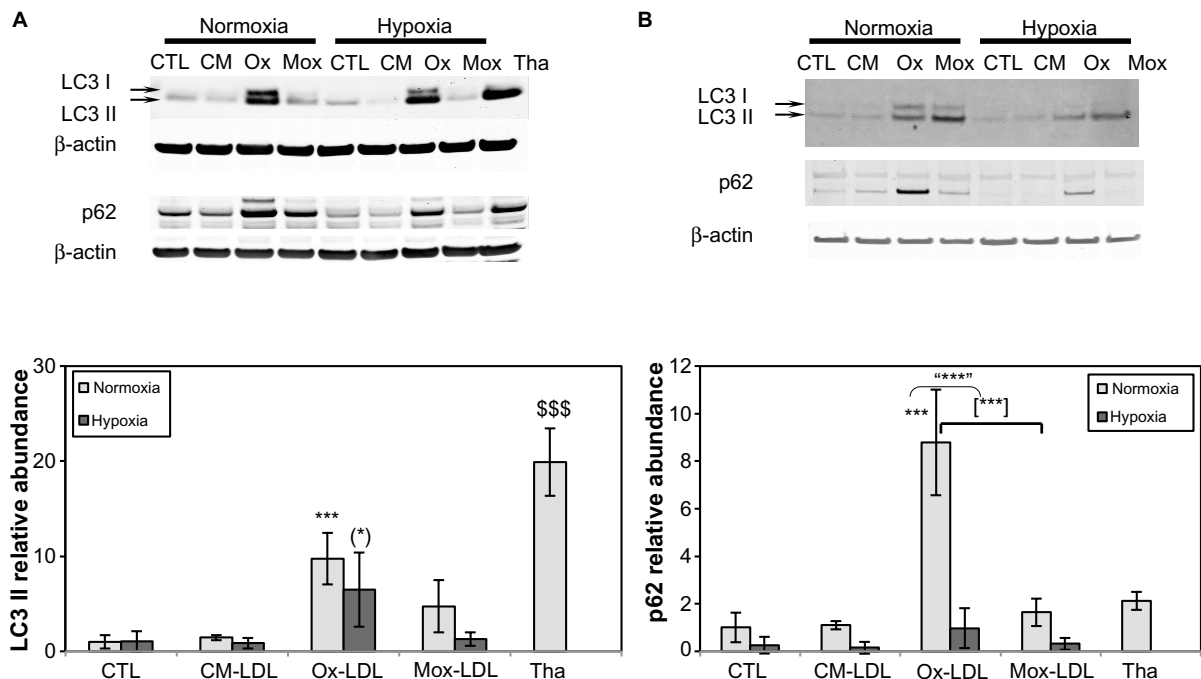 A
Normoxia Hypoxia
CTL CM Ox Mox CTL CM Ox Mox Tha
LC3 I
LC3 II
β-actin
p62
β-actin
B
Normoxia Hypoxia
CTL CM Ox Mox CTL CM Ox Mox
LC3 I
LC3 II
p62
β-actin
LC3 II relative abundance
30
20
10
0
Normoxia
Hypoxia
***
(*)
$$$
CTL CM-LDL Ox-LDL Mox-LDL Tha
p62 relative abundance
12
10
8
6
4
2
0
“***”
***
[***]
Normoxia
Hypoxia
CTL CM-LDL Ox-LDL Mox-LDL Tha